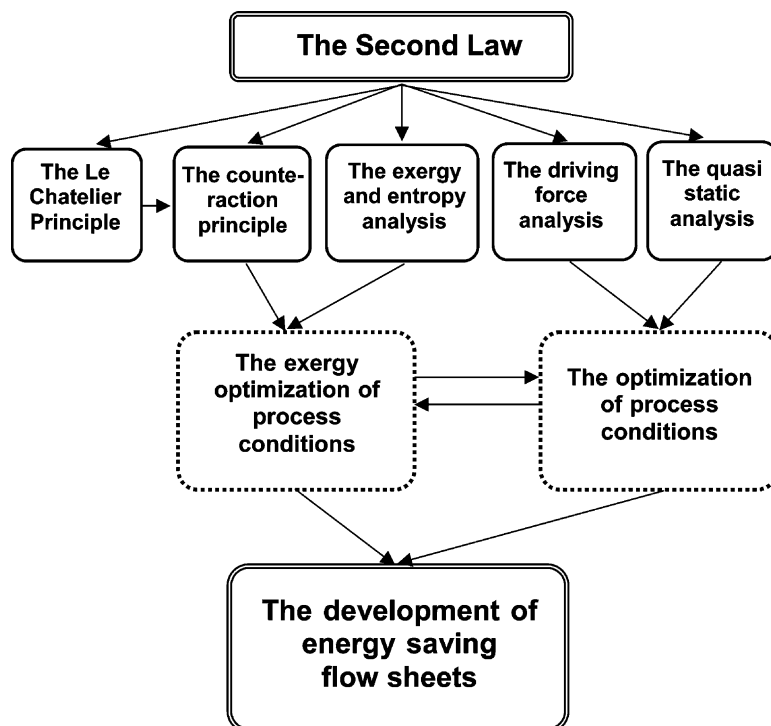 The Second Law
The Le
Chatelier
Principle
The counte-
raction
principle
The exergy
and entropy
analysis
The driving
force
analysis
The quasi
static
analysis
The exergy
optimization of
process
conditions
The optimization
of process
conditions
The development of
energy saving
flow sheets